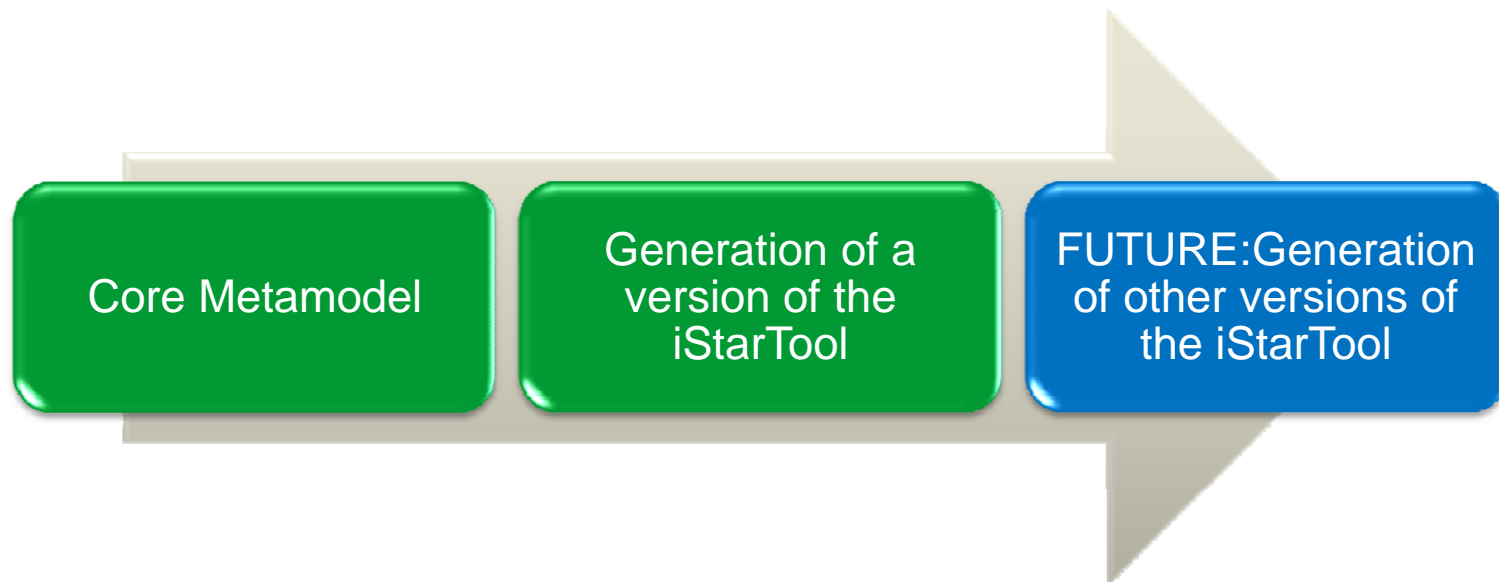 Core Metamodel
Generation of a
version of the
iStarTool
FUTURE:Generation
of other versions of
the iStarTool